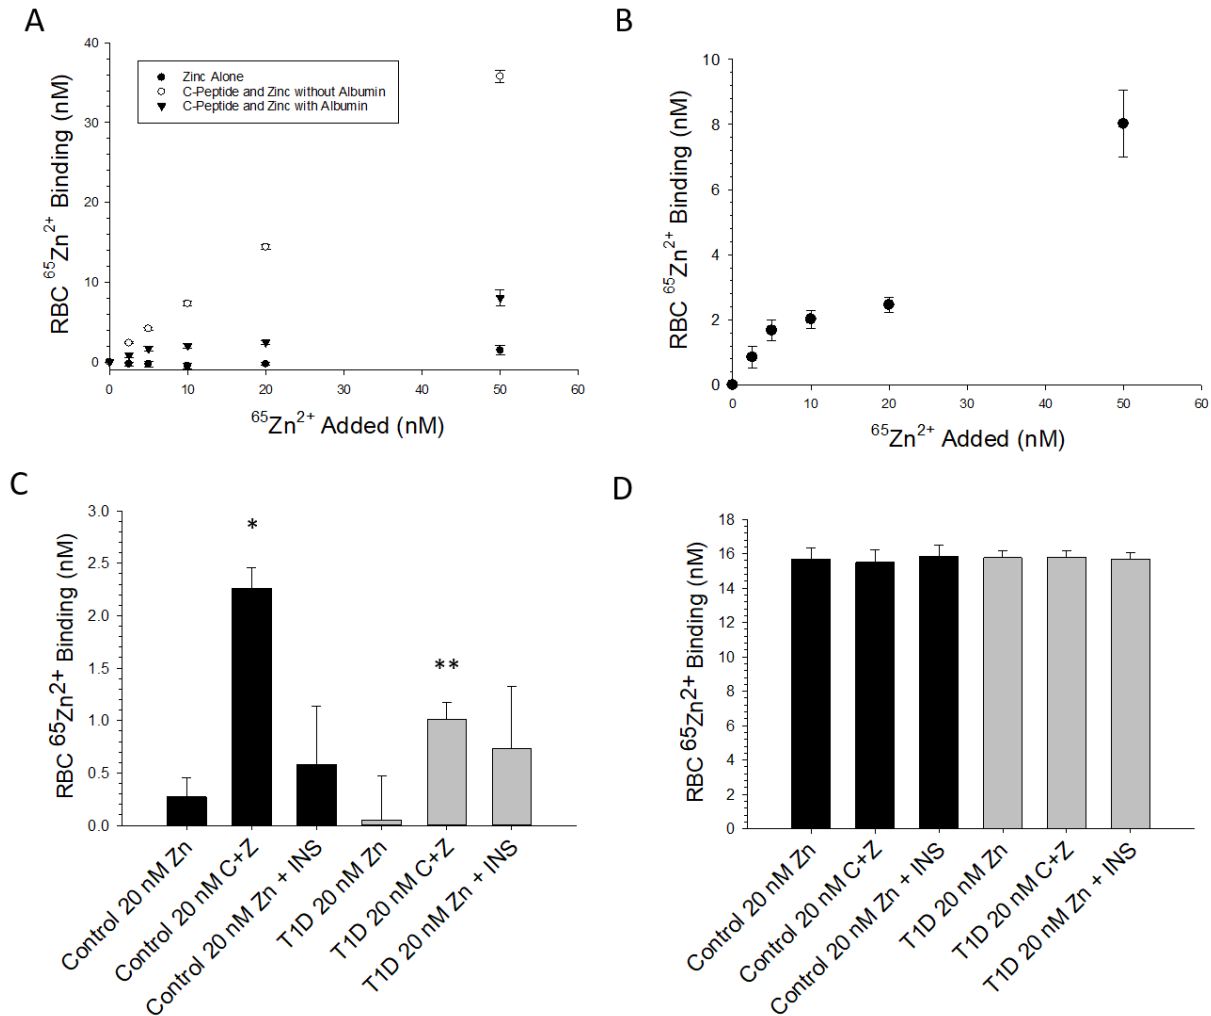 A
RBC 65Zn2+ Binding (nM)
40
30
20
10
0
Zinc Alone
C-Peptide and Zinc without Albumin
C-Peptide and Zinc with Albumin
0 10 20 30 40 50 60
65Zn2+ Added (nM)
B
RBC 65Zn2+ Binding (nM)
10
8
6
4
2
0
0 10 20 30 40 50 60
65Zn2+ Added (nM)
C
RBC 65Zn2+ Binding (nM)
3.0
2.5
2.0
1.5
1.0
0.5
0.0
*
**
Control 20 nM Zn
Control 20 nM C+Z
Control 20 nM Zn + INS
T1D 20 nM Zn
T1D 20 nM C+Z
T1D 20 nM Zn + INS
D
RBC 65Zn2+ Binding (nM)
18
16
14
12
10
8
6
4
2
0
Control 20 nM Zn
Control 20 nM C+Z
Control 20 nM Zn + INS
T1D 20 nM Zn
T1D 20 nM C+Z
T1D 20 nM Zn + INS